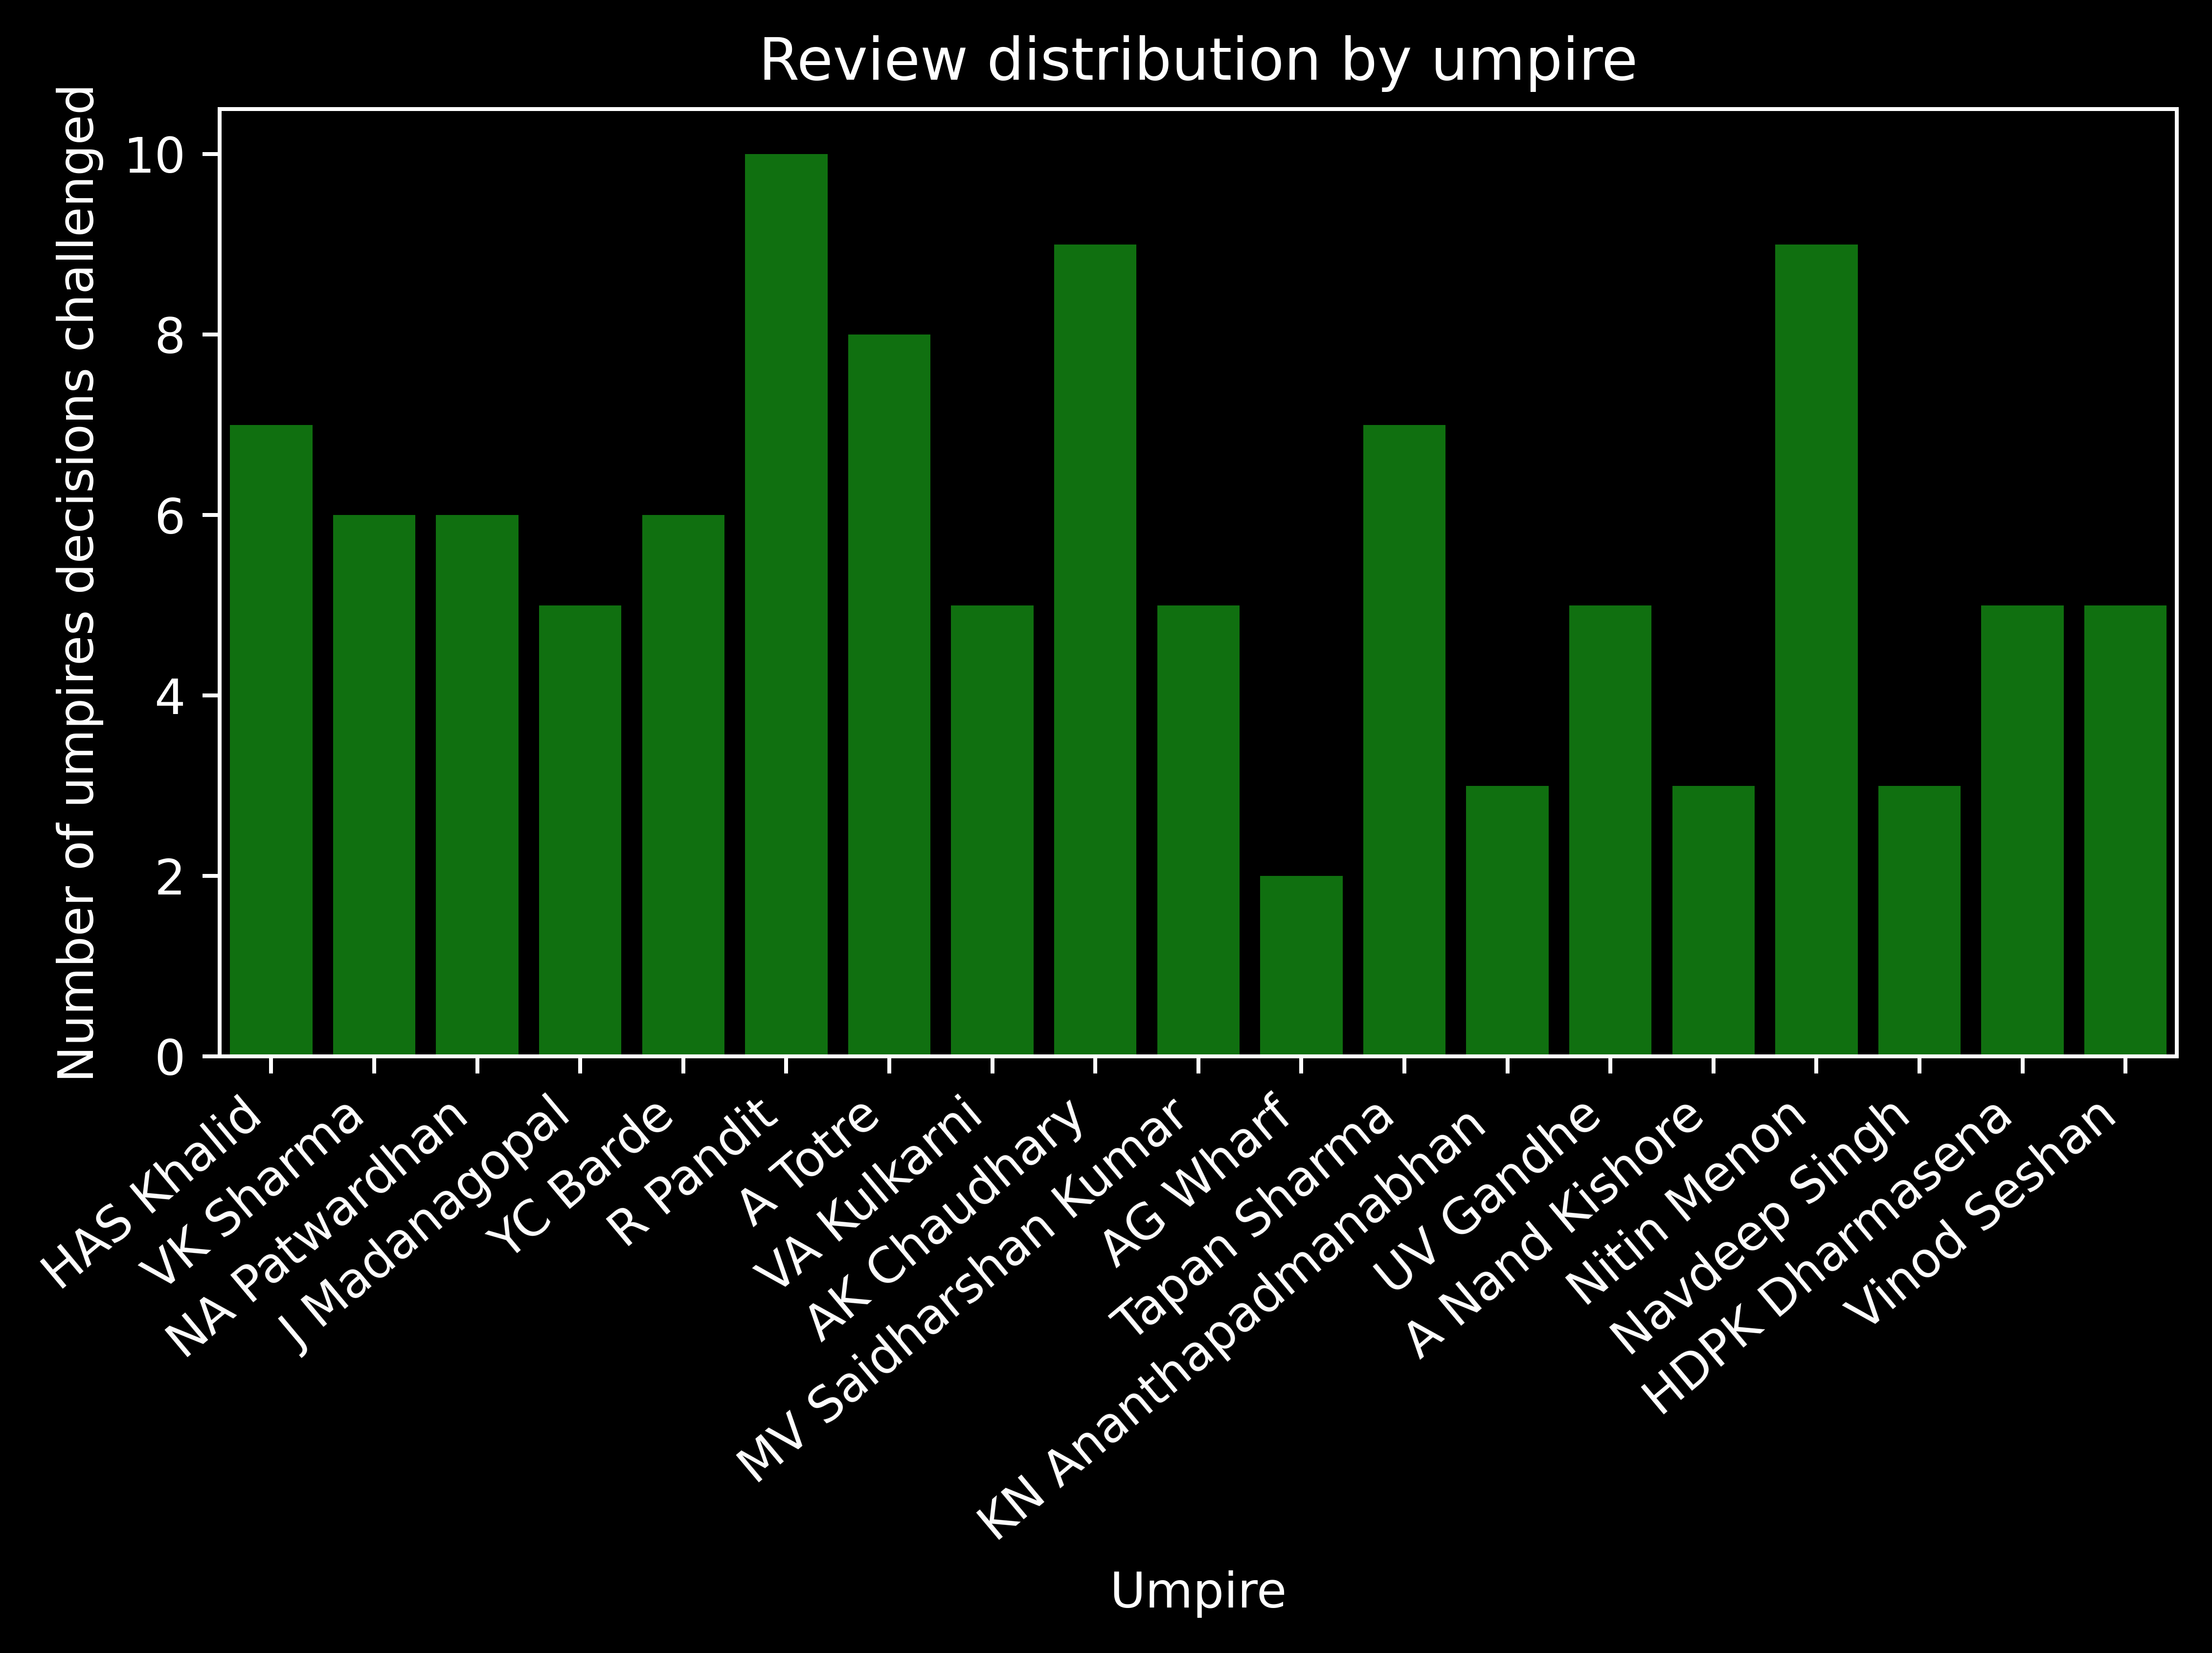 Review distribution by umpire
Number of umpires decisions challenged
10
8
6
4
2
0
HAS Khalid
VK Sharma
NA Patwardhan
J Madanagopal
YC Barde
R Pandit
A Totre
VA Kulkarni
AK Chaudhary
MV Saidharshan Kumar
AG Wharf
Tapan Sharma
KN Ananthapadmanabhan
UV Gandhe
A Nand Kishore
Nitin Menon
Navdeep Singh
HDPK Dharmasena
Vinod Seshan
Umpire